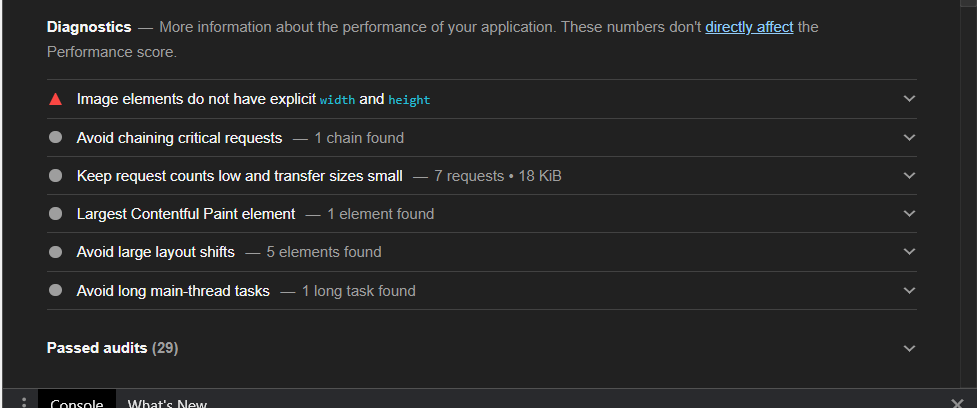 Diagnostics — More information about the performance of your application. These numbers don't directly affect the
Performance score.
Image elements do not have explicit width and height
Avoid chaining critical requests — 1 chain found
Keep request counts low and transfer sizes small — 7 requests • 18 KiB
Largest Contentful Paint element — 1 element found
Avoid large layout shifts — 5 elements found
Avoid long main-thread tasks — 1 long task found
Passed audits (29)
Console What's New